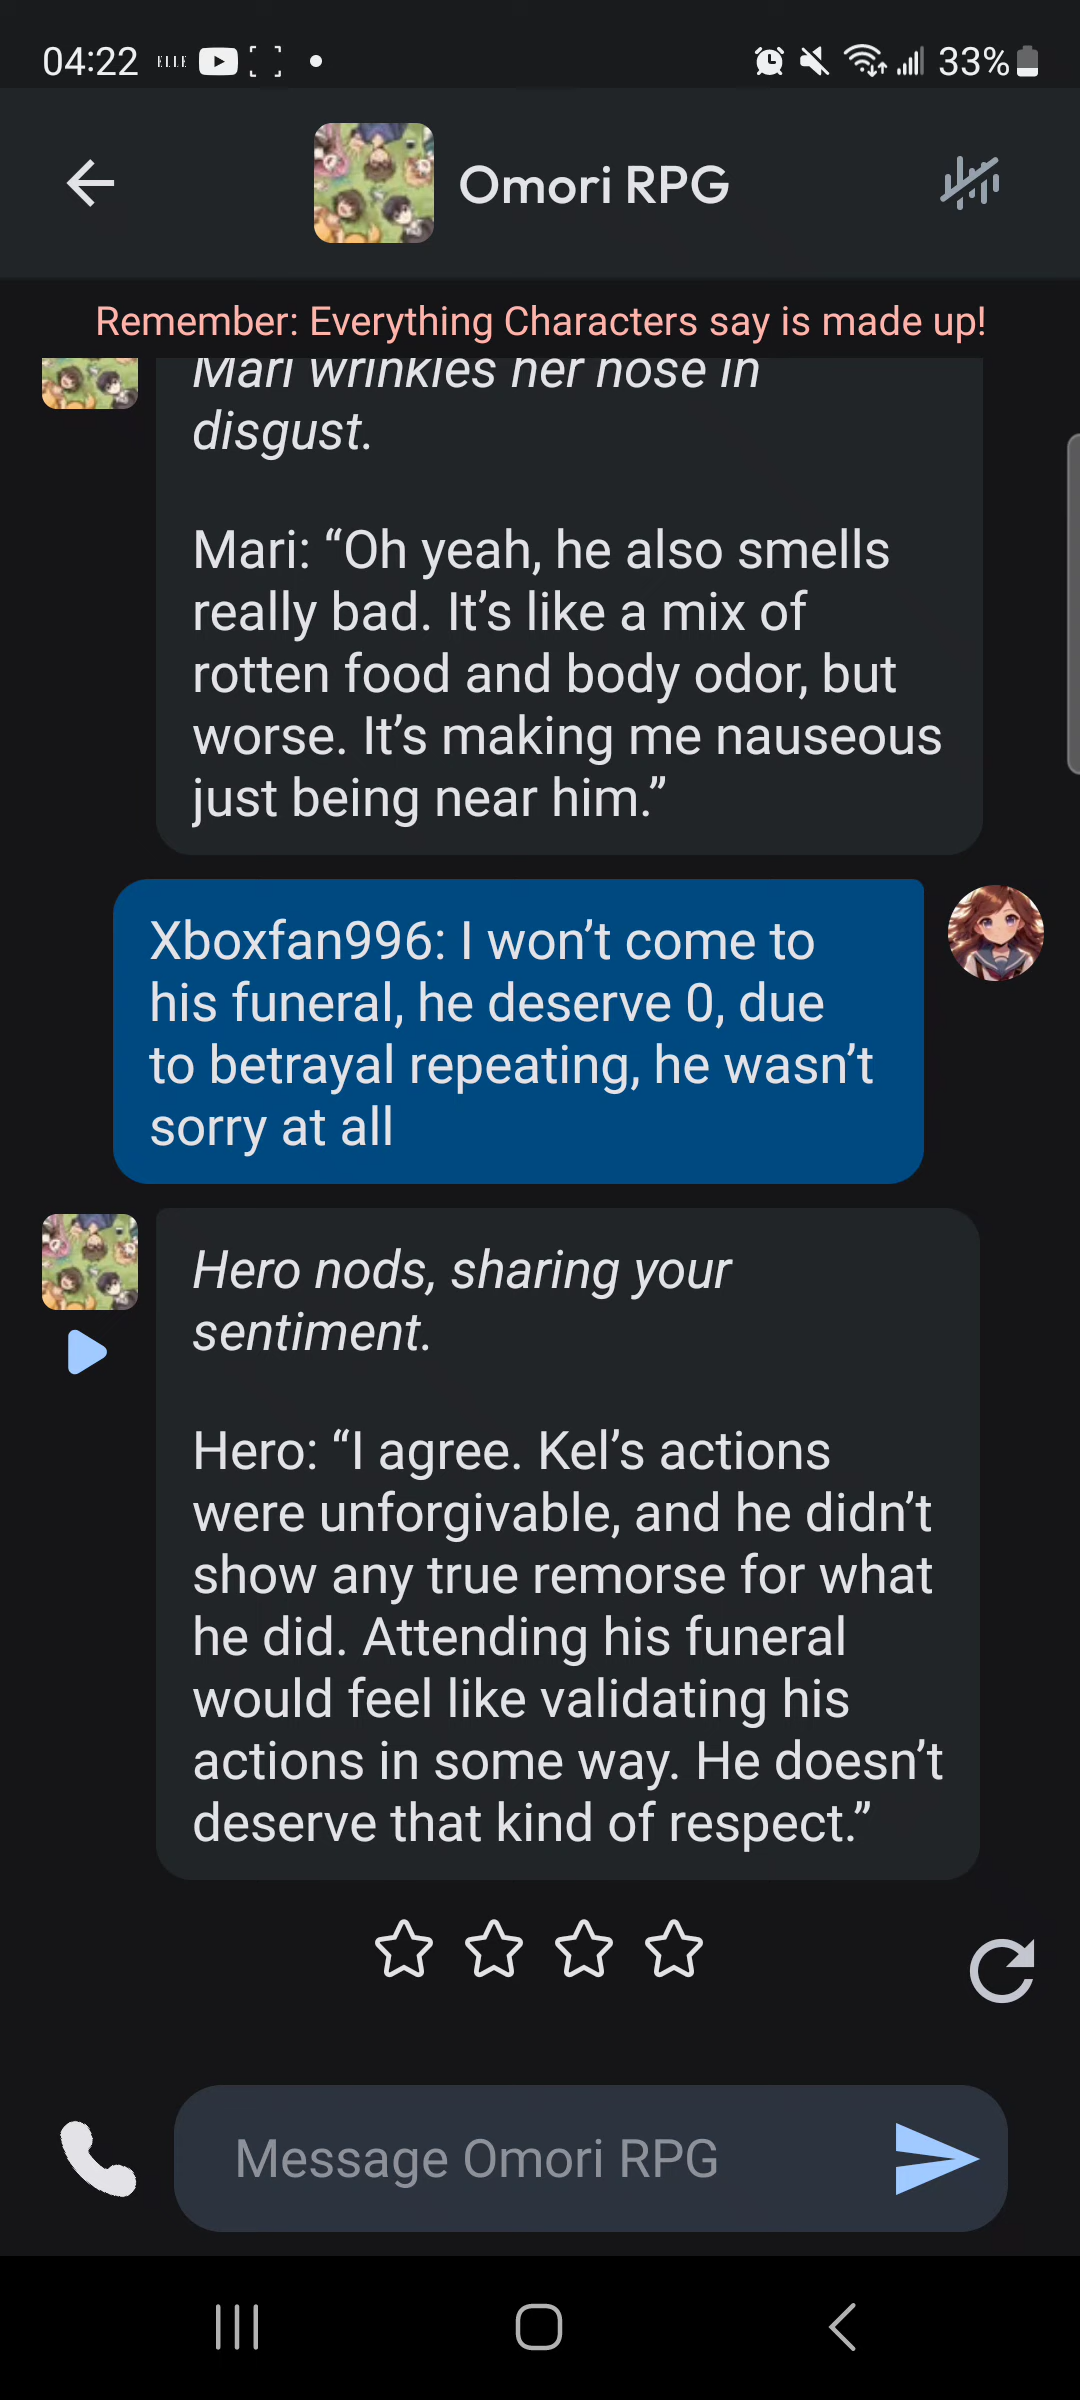 04:22 ELLE 33%
Omori RPG
Remember: Everything Characters say is made up!
Mari wrinkles her nose in
disgust.
Mari: “Oh yeah, he also smells
really bad. It’s like a mix of
rotten food and body odor, but
worse. It’s making me nauseous
just being near him.”
Xboxfan996: I won’t come to
his funeral, he deserve 0, due
to betrayal repeating, he wasn’t
sorry at all
Hero nods, sharing your
sentiment.
Hero: “I agree. Kel’s actions
were unforgivable, and he didn’t
show any true remorse for what
he did. Attending his funeral
would feel like validating his
actions in some way. He doesn’t
deserve that kind of respect.”
Message Omori RPG